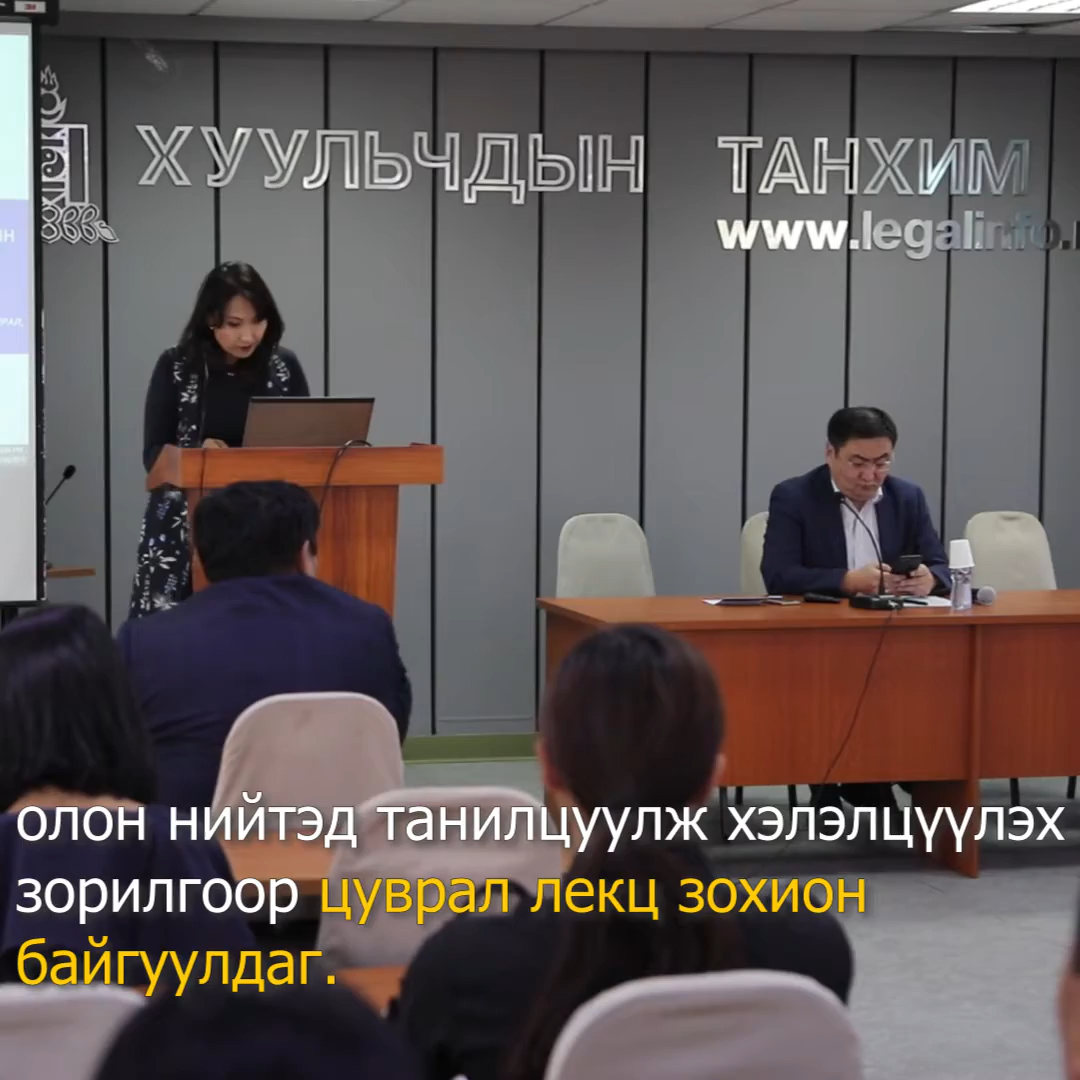 ХУУЛЬЧДЫН ТАНХИМ
www.legalinfo.
олон нийтэд танилцуулж хэлэлцүүлэх
зорилгоор цуврал лекц зохион
байгуулдаг.